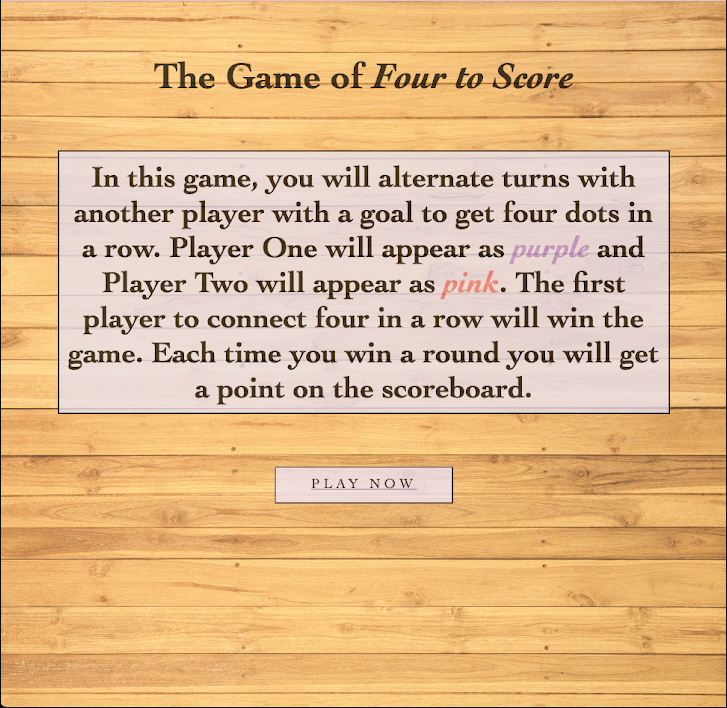 The Game of Four to Score
In this game, you will alternate turns with
another player with a goal to get four dots in
a row. Player One will appear as purple and
Player Two will appear as pink. The first
player to connect four in a row will win the
game. Each time you win a round you will get
a point on the scoreboard.
PLAY NOW